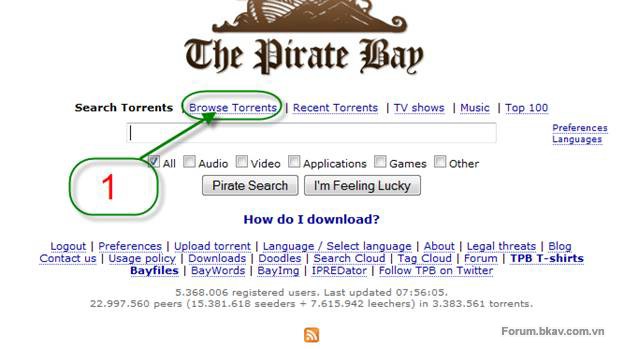 The Pirate Bay
Search Torrents | Browse Torrents | Recent Torrents | TV shows | Music | Top 100
Preferences
Languages
All Audio Video Applications Games Other
1
Pirate Search I'm Feeling Lucky
How do I download?
Logout | Preferences | Upload torrent | Language / Select language | About | Legal threats | Blog
Contact us | Usage policy | Downloads | Doodles | Search Cloud | Tag Cloud | Forum | TPB T-shirts
Bayfiles | BayWords | BayImg | IPREDator | Follow TPB on Twitter
5.368.006 registered users. Last updated 07:56:05.
22.997.560 peers (15.381.618 seeders + 7.615.942 leechers) in 3.383.561 torrents.
Forum.bkav.com.vn